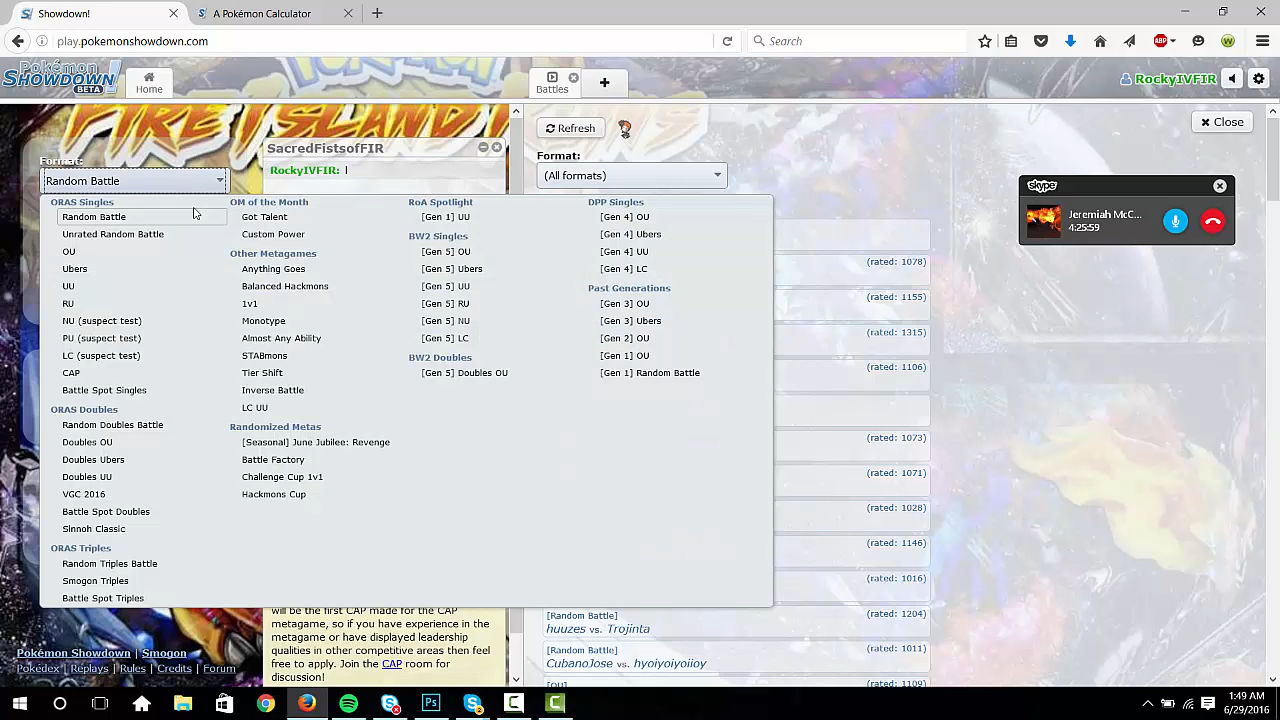 Showdown!
A Pokémon Calculator
play.pokemonshowdown.com
Search
ABP
W
Pokémon
SHOWDOWN!
BETA
Home
Battles
RockyIVFIR
FIRE ISLAND
Format:
Random Battle
SacredFistsofFIR
RockyIVFIR:
Refresh
Close
Format:
(All formats)
skype
Jeremiah McC...
4:25:59
ORAS Singles
Random Battle
Unrated Random Battle
OU
Ubers
UU
RU
NU (suspect test)
PU (suspect test)
LC (suspect test)
CAP
Battle Spot Singles
ORAS Doubles
Random Doubles Battle
Doubles OU
Doubles Ubers
Doubles UU
VGC 2016
Battle Spot Doubles
Sinnoh Classic
ORAS Triples
Random Triples Battle
Smogon Triples
Battle Spot Triples
OM of the Month
Got Talent
Custom Power
Other Metagames
Anything Goes
Balanced Hackmons
1v1
Monotype
Almost Any Ability
STABmons
Tier Shift
Inverse Battle
LC UU
Randomized Metas
[Seasonal] June Jubilee: Revenge
Battle Factory
Challenge Cup 1v1
Hackmons Cup
RoA Spotlight
[Gen 1] UU
BW2 Singles
[Gen 5] OU
[Gen 5] Ubers
[Gen 5] UU
[Gen 5] RU
[Gen 5] NU
[Gen 5] LC
BW2 Doubles
[Gen 5] Doubles OU
DPP Singles
[Gen 4] OU
[Gen 4] Ubers
[Gen 4] UU
[Gen 4] LC
Past Generations
[Gen 3] OU
[Gen 3] Ubers
[Gen 2] OU
[Gen 1] OU
[Gen 1] Random Battle
(rated: 1078)
(rated: 1155)
(rated: 1315)
(rated: 1106)
(rated: 1073)
(rated: 1071)
(rated: 1028)
(rated: 1146)
(rated: 1016)
(rated: 1204)
[Random Battle]
huuzes vs. Trojinta
(rated: 1011)
[Random Battle]
CubanoJose vs. hyoiyoyoiioy
(rated: 1109)
[OU]
will be the first CAP made for the CAP
metagame, so if you have experience in the
metagame or have displayed leadership
qualities in other competitive areas then feel
free to apply. Join the CAP room for
discussion!
Pokémon Showdown | Smogon
Pokédex | Replays | Rules | Credits | Forum
Ps
1:49 AM
6/29/2016